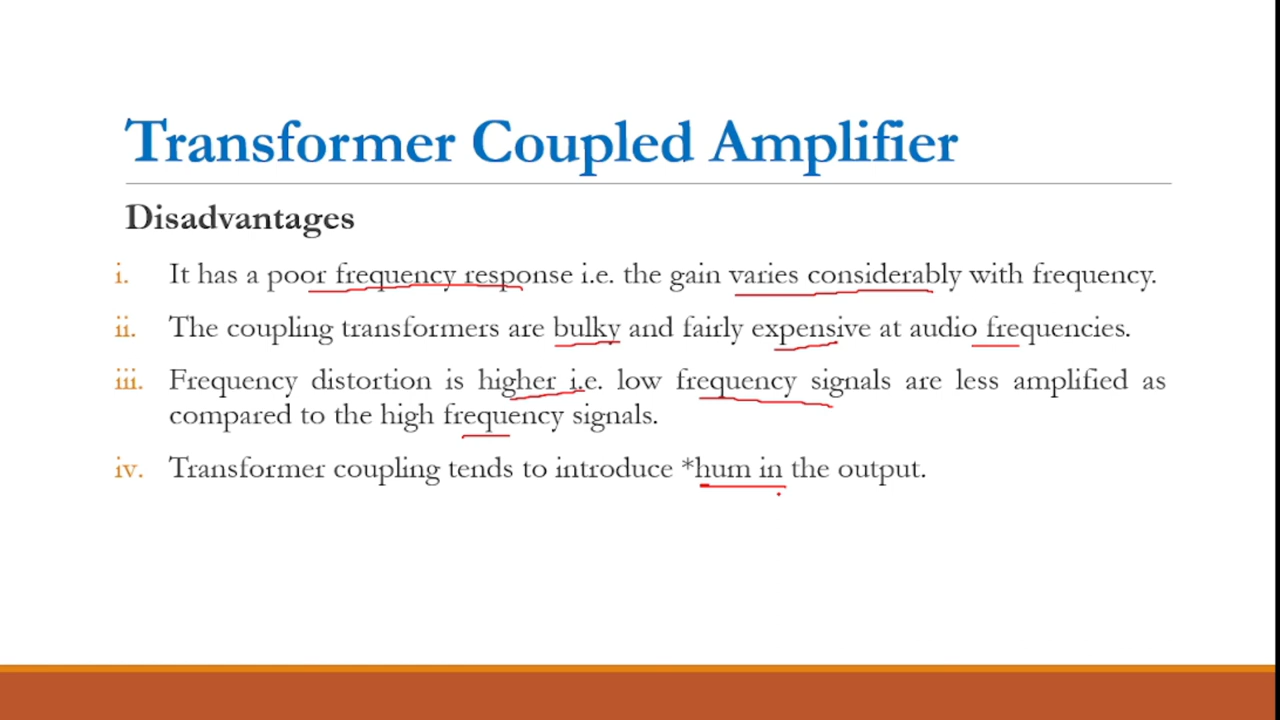 Transformer Coupled Amplifier
Disadvantages
i. It has a poor frequency response i.e. the gain varies considerably with frequency.
ii. The coupling transformers are bulky and fairly expensive at audio frequencies.
iii. Frequency distortion is higher i.e. low frequency signals are less amplified as
compared to the high frequency signals.
iv. Transformer coupling tends to introduce *hum in the output.